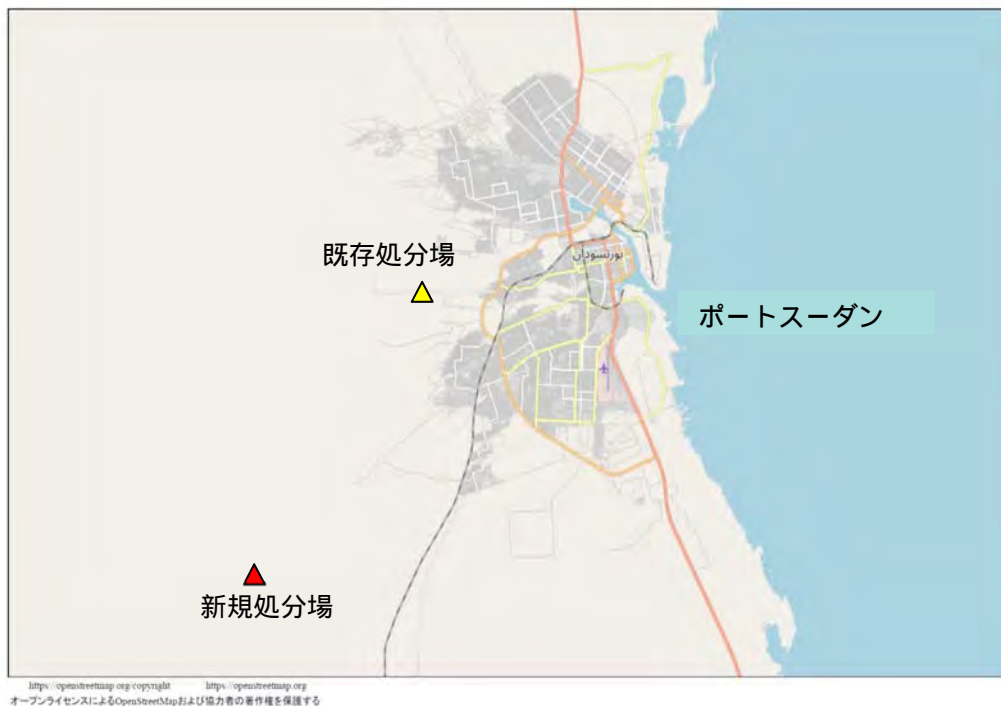 既存処分場
بورتسودان
ポートスーダン
新規処分場
https://openstreetmap.org/copyright https://openstreetmap.org
オープンライセンスによるOpenStreetMapおよび協力者の著作権を保護する